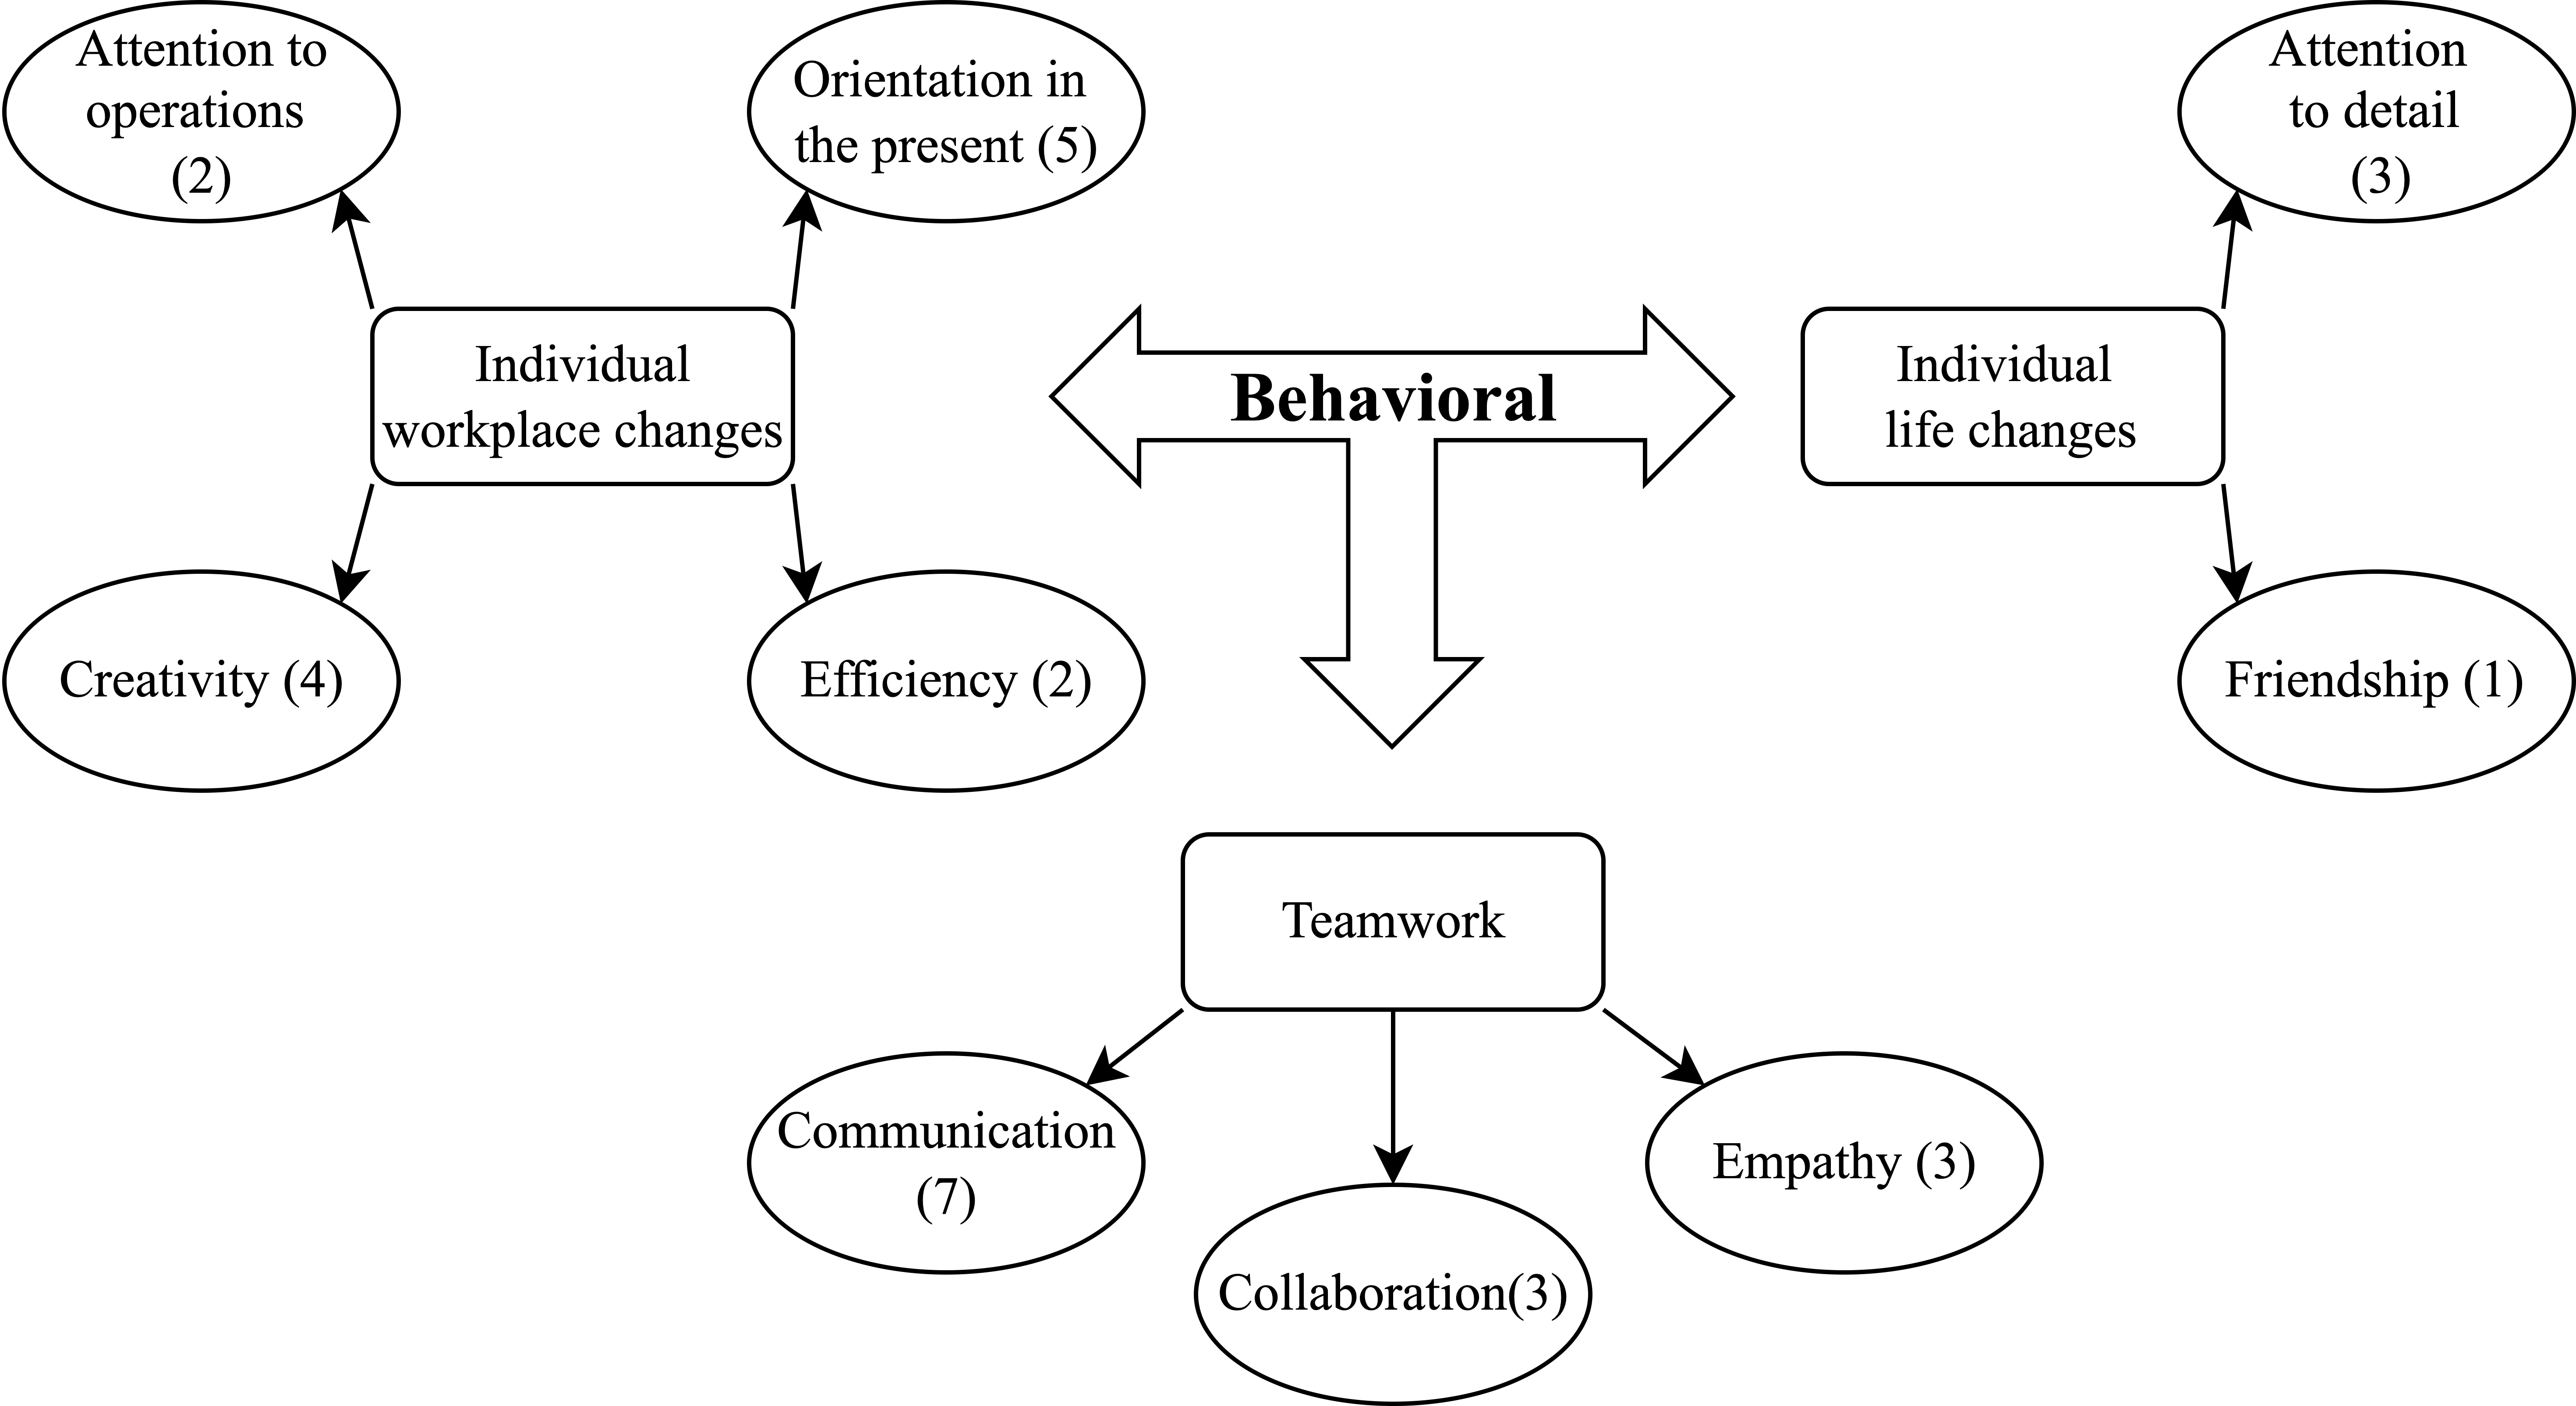 Attention to
operations
(2)
Orientation in
the present (5)
Attention
to detail
(3)
Individual
workplace changes
Behavioral
Individual
life changes
Creativity (4)
Efficiency (2)
Friendship (1)
Teamwork
Communication
(7)
Collaboration(3)
Empathy (3)